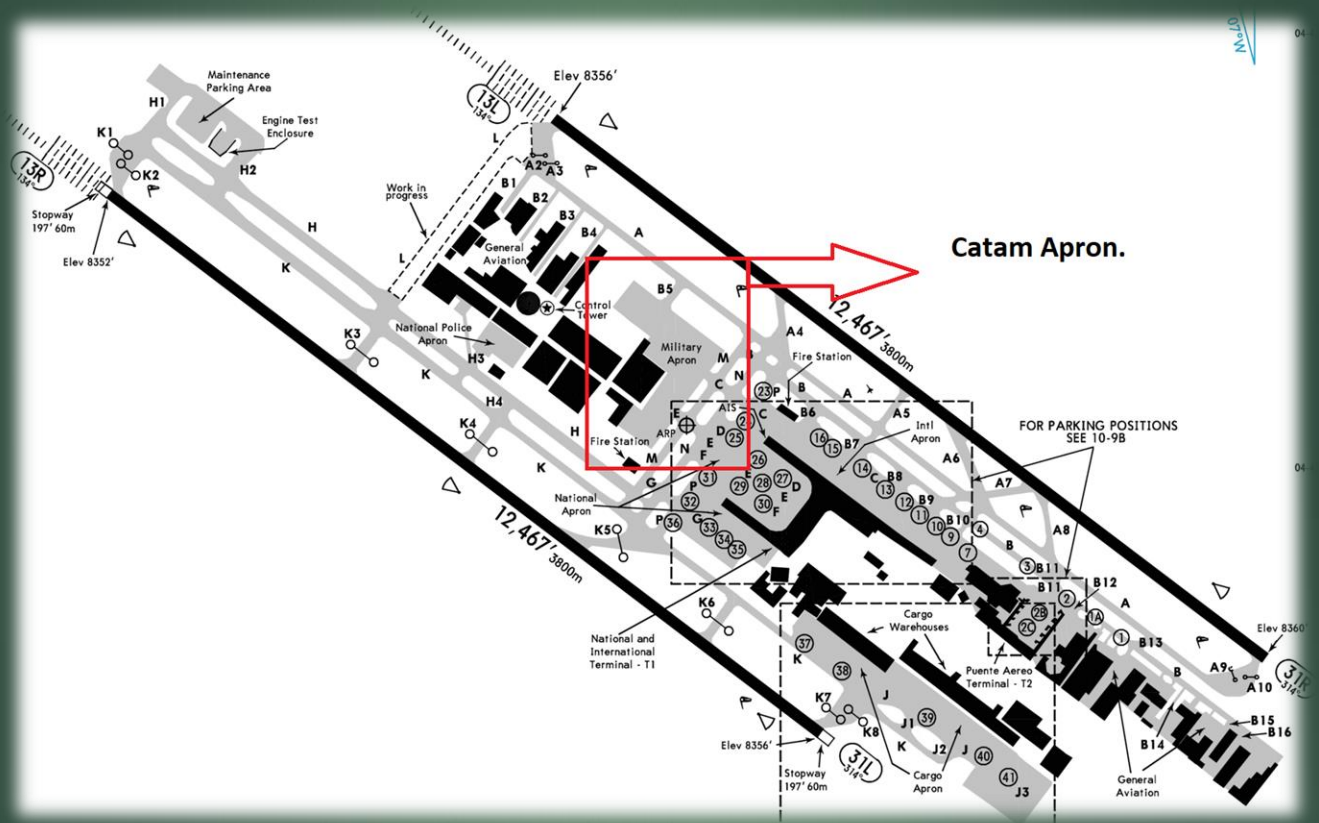 07°W
04-
Maintenance
Parking Area
H1
Engine Test
Enclosure
H2
K1
K2
13R
134°
Stopway
197' 60m
Elev 8352'
13L
134°
Elev 8356'
L
A2
A3
Work in
progress
B1
B2
B3
B4
A
H
K
L
General
Aviation
Control
Tower
B5
Catam Apron.
12,467' 3800m
National Police
Apron
H3
K3
K
H4
Military
Apron
M
B
N
C
A4
Fire Station
23
P
B
A
A5
B6
Intl
Apron
AIS
C
24
E
ARP
D
25
E
F
N
M
G
Fire Station
H
K
K4
16
15
B7
14
C
B8
13
12
B9
11
10
B10
9
7
4
A6
A7
A8
FOR PARKING POSITIONS
SEE 10-9B
04-
26
E
29
28
27
D
E
30
F
31
P
32
National
Apron
P
36
G
33
34
35
K5
12,467' 3800m
B
3
B11
B11
2
B12
2B
2C
1A
A
1
B13
B
Elev 8360'
31R
314°
A9
A10
B15
B16
B14
General
Aviation
Puente Aereo
Terminal - T2
Cargo
Warehouses
K6
National and
International
Terminal - T1
37
K
38
J
J1
39
K
J2
J
40
41
J3
K7
K8
Elev 8356'
31L
314°
Stopway
197' 60m
Cargo
Apron